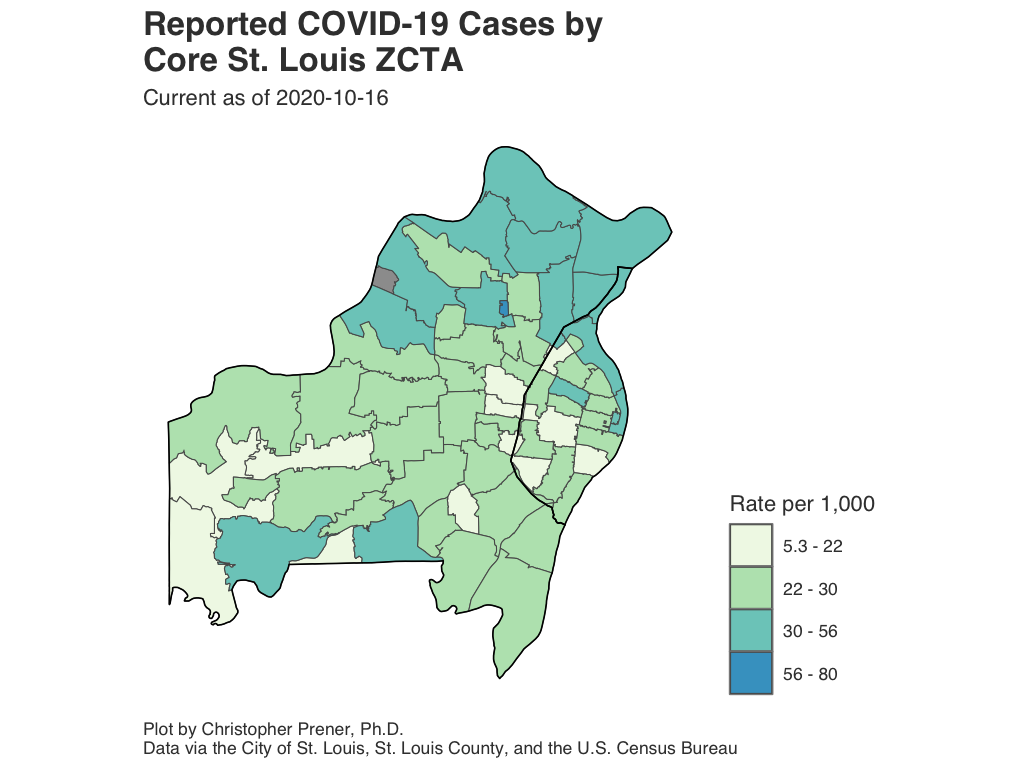 Reported COVID-19 Cases by
Core St. Louis ZCTA
Current as of 2020-10-16
Rate per 1,000
5.3 - 22
22 - 30
30 - 56
56 - 80
Plot by Christopher Prener, Ph.D.
Data via the City of St. Louis, St. Louis County, and the U.S. Census Bureau